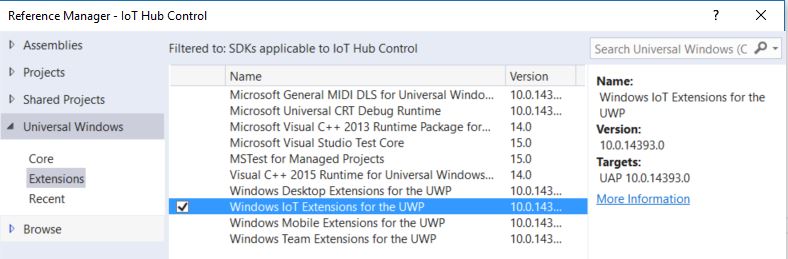 Reference Manager - IoT Hub Control
? ×
Assemblies
Projects
Shared Projects
Universal Windows
Core
Extensions
Recent
Browse
Filtered to: SDKs applicable to IoT Hub Control
Name Version
Microsoft General MIDI DLS for Universal Windo... 10.0.143...
Microsoft Universal CRT Debug Runtime 10.0.143...
Microsoft Visual C++ 2013 Runtime Package for... 14.0
Microsoft Visual Studio Test Core 15.0
MSTest for Managed Projects 15.0
Visual C++ 2015 Runtime for Universal Windows... 14.0
Windows Desktop Extensions for the UWP 10.0.143...
Windows IoT Extensions for the UWP 10.0.143...
Windows Mobile Extensions for the UWP 10.0.143...
Windows Team Extensions for the UWP 10.0.143...
Search Universal Windows (C
Name:
Windows IoT Extensions for the
UWP
Version:
10.0.14393.0
Targets:
UAP 10.0.14393.0
More Information